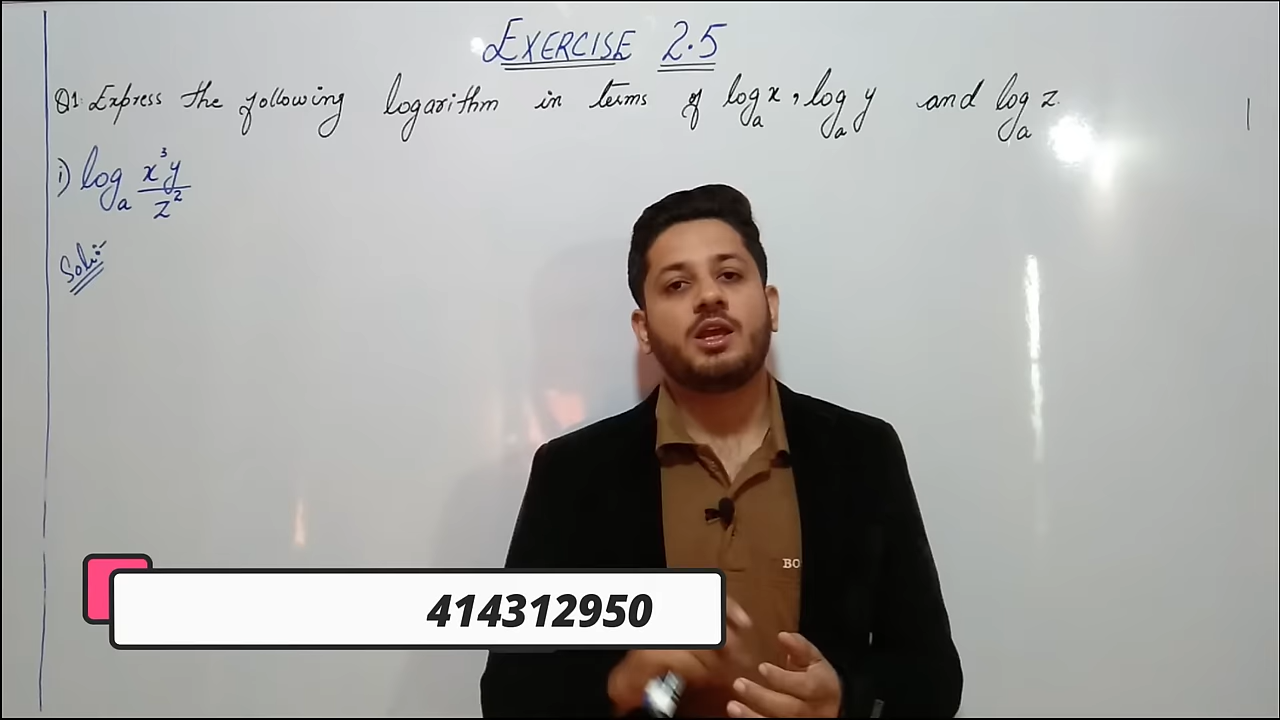 EXERCISE 2.5
Q1: Express the following logarithm in terms of logₐx, logₐy and logₐz.
i) logₐ x³y/z²
Soln:-
BO
414312950